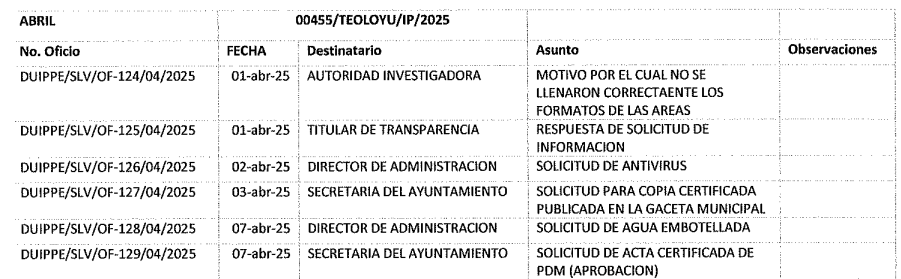 ABRIL 00455/TEOLOYU/IP/2025
No. Oficio FECHA Destinatario Asunto Observaciones
DUIPPE/SLV/OF-124/04/2025 01-abr-25 AUTORIDAD INVESTIGADORA MOTIVO POR EL CUAL NO SE
LLENARON CORRECTAENTE LOS
FORMATOS DE LAS AREAS
DUIPPE/SLV/OF-125/04/2025 01-abr-25 TITULAR DE TRANSPARENCIA RESPUESTA DE SOLICITUD DE
INFORMACION
DUIPPE/SLV/OF-126/04/2025 02-abr-25 DIRECTOR DE ADMINISTRACION SOLICITUD DE ANTIVIRUS
DUIPPE/SLV/OF-127/04/2025 03-abr-25 SECRETARIA DEL AYUNTAMIENTO SOLICITUD PARA COPIA CERTIFICADA
PUBLICADA EN LA GACETA MUNICIPAL
DUIPPE/SLV/OF-128/04/2025 07-abr-25 DIRECTOR DE ADMINISTRACION SOLICITUD DE AGUA EMBOTELLADA
DUIPPE/SLV/OF-129/04/2025 07-abr-25 SECRETARIA DEL AYUNTAMIENTO SOLICITUD DE ACTA CERTIFICADA DE
PDM (APROBACION)